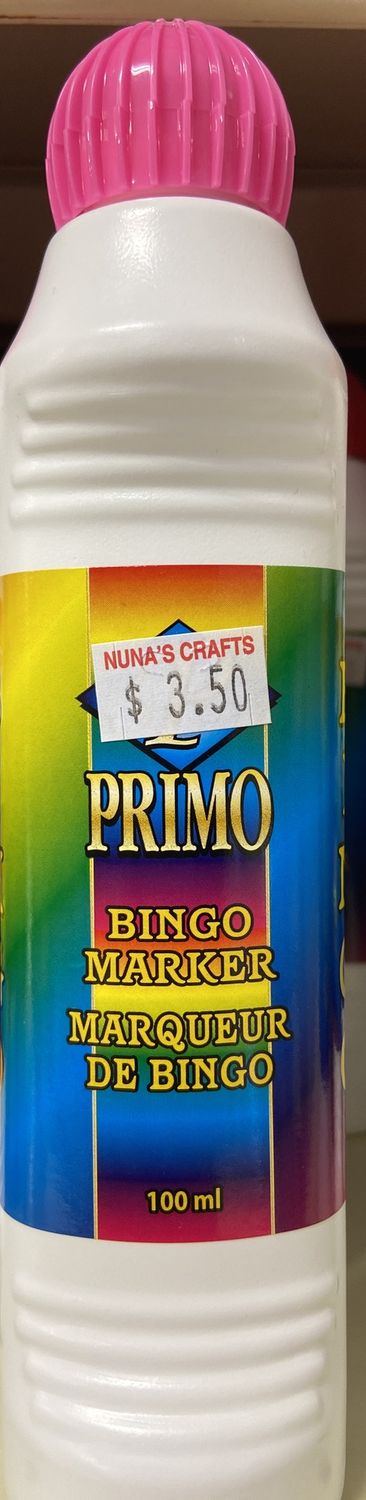 NUNA'S CRAFTS
$ 3.50
PRIMO
BINGO
MARKER
MARQUEUR
DE BINGO
100 ml